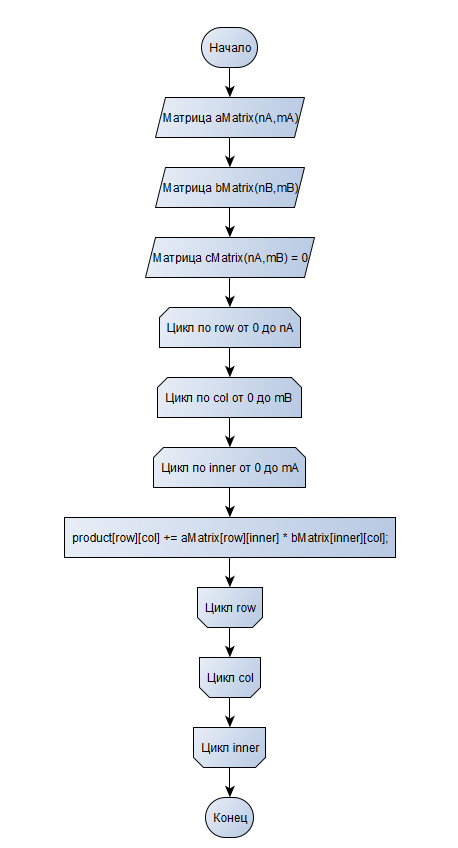 Начало
Матрица aMatrix(nA,mA)
Матрица bMatrix(nB,mB)
Матрица cMatrix(nA,mB) = 0
Цикл по row от 0 до nA
Цикл по col от 0 до mB
Цикл по inner от 0 до mA
product[row][col] += aMatrix[row][inner] * bMatrix[inner][col];
Цикл row
Цикл col
Цикл inner
Конец